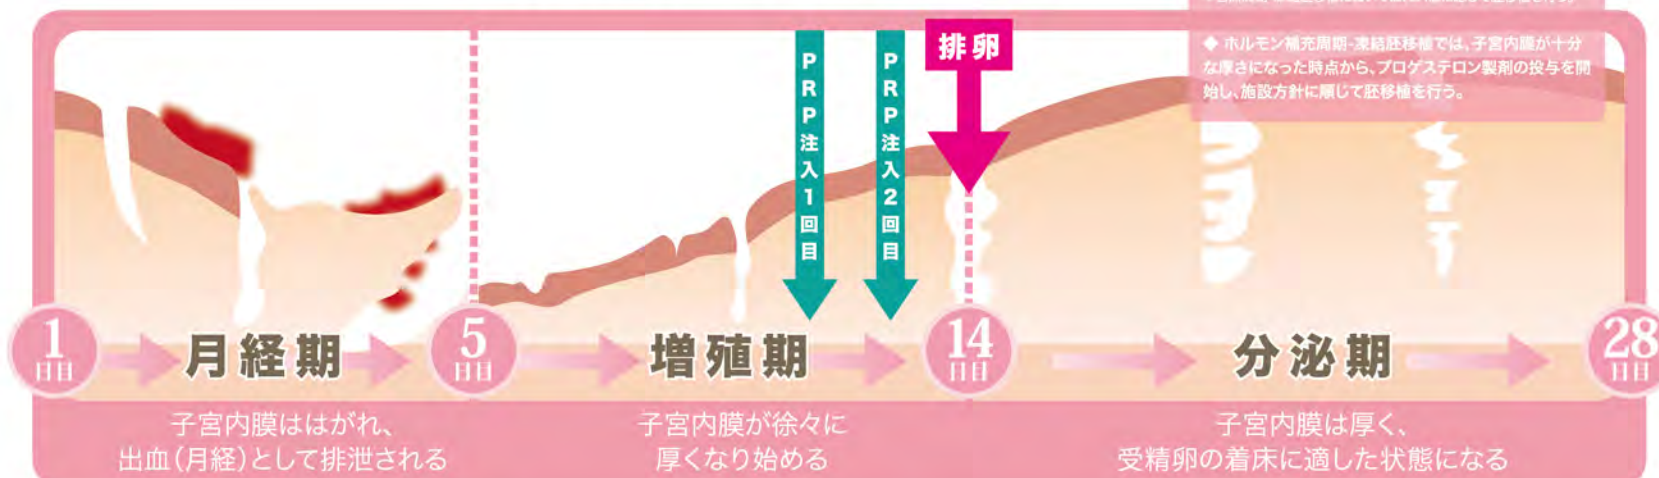 ◆ ホルモン補充周期-凍結胚移植では、子宮内膜が十分
な厚さになった時点から、プロゲステロン製剤の投与を開
始し、施設方針に順じて胚移植を行う。
排卵
PRP注入1回目
PRP注入2回目
1
日目
月経期
5
日目
増殖期
14
日目
分泌期
28
日目
子宮内膜ははがれ、
出血（月経）として排泄される
子宮内膜が徐々に
厚くなり始める
子宮内膜は厚く、
受精卵の着床に適した状態になる